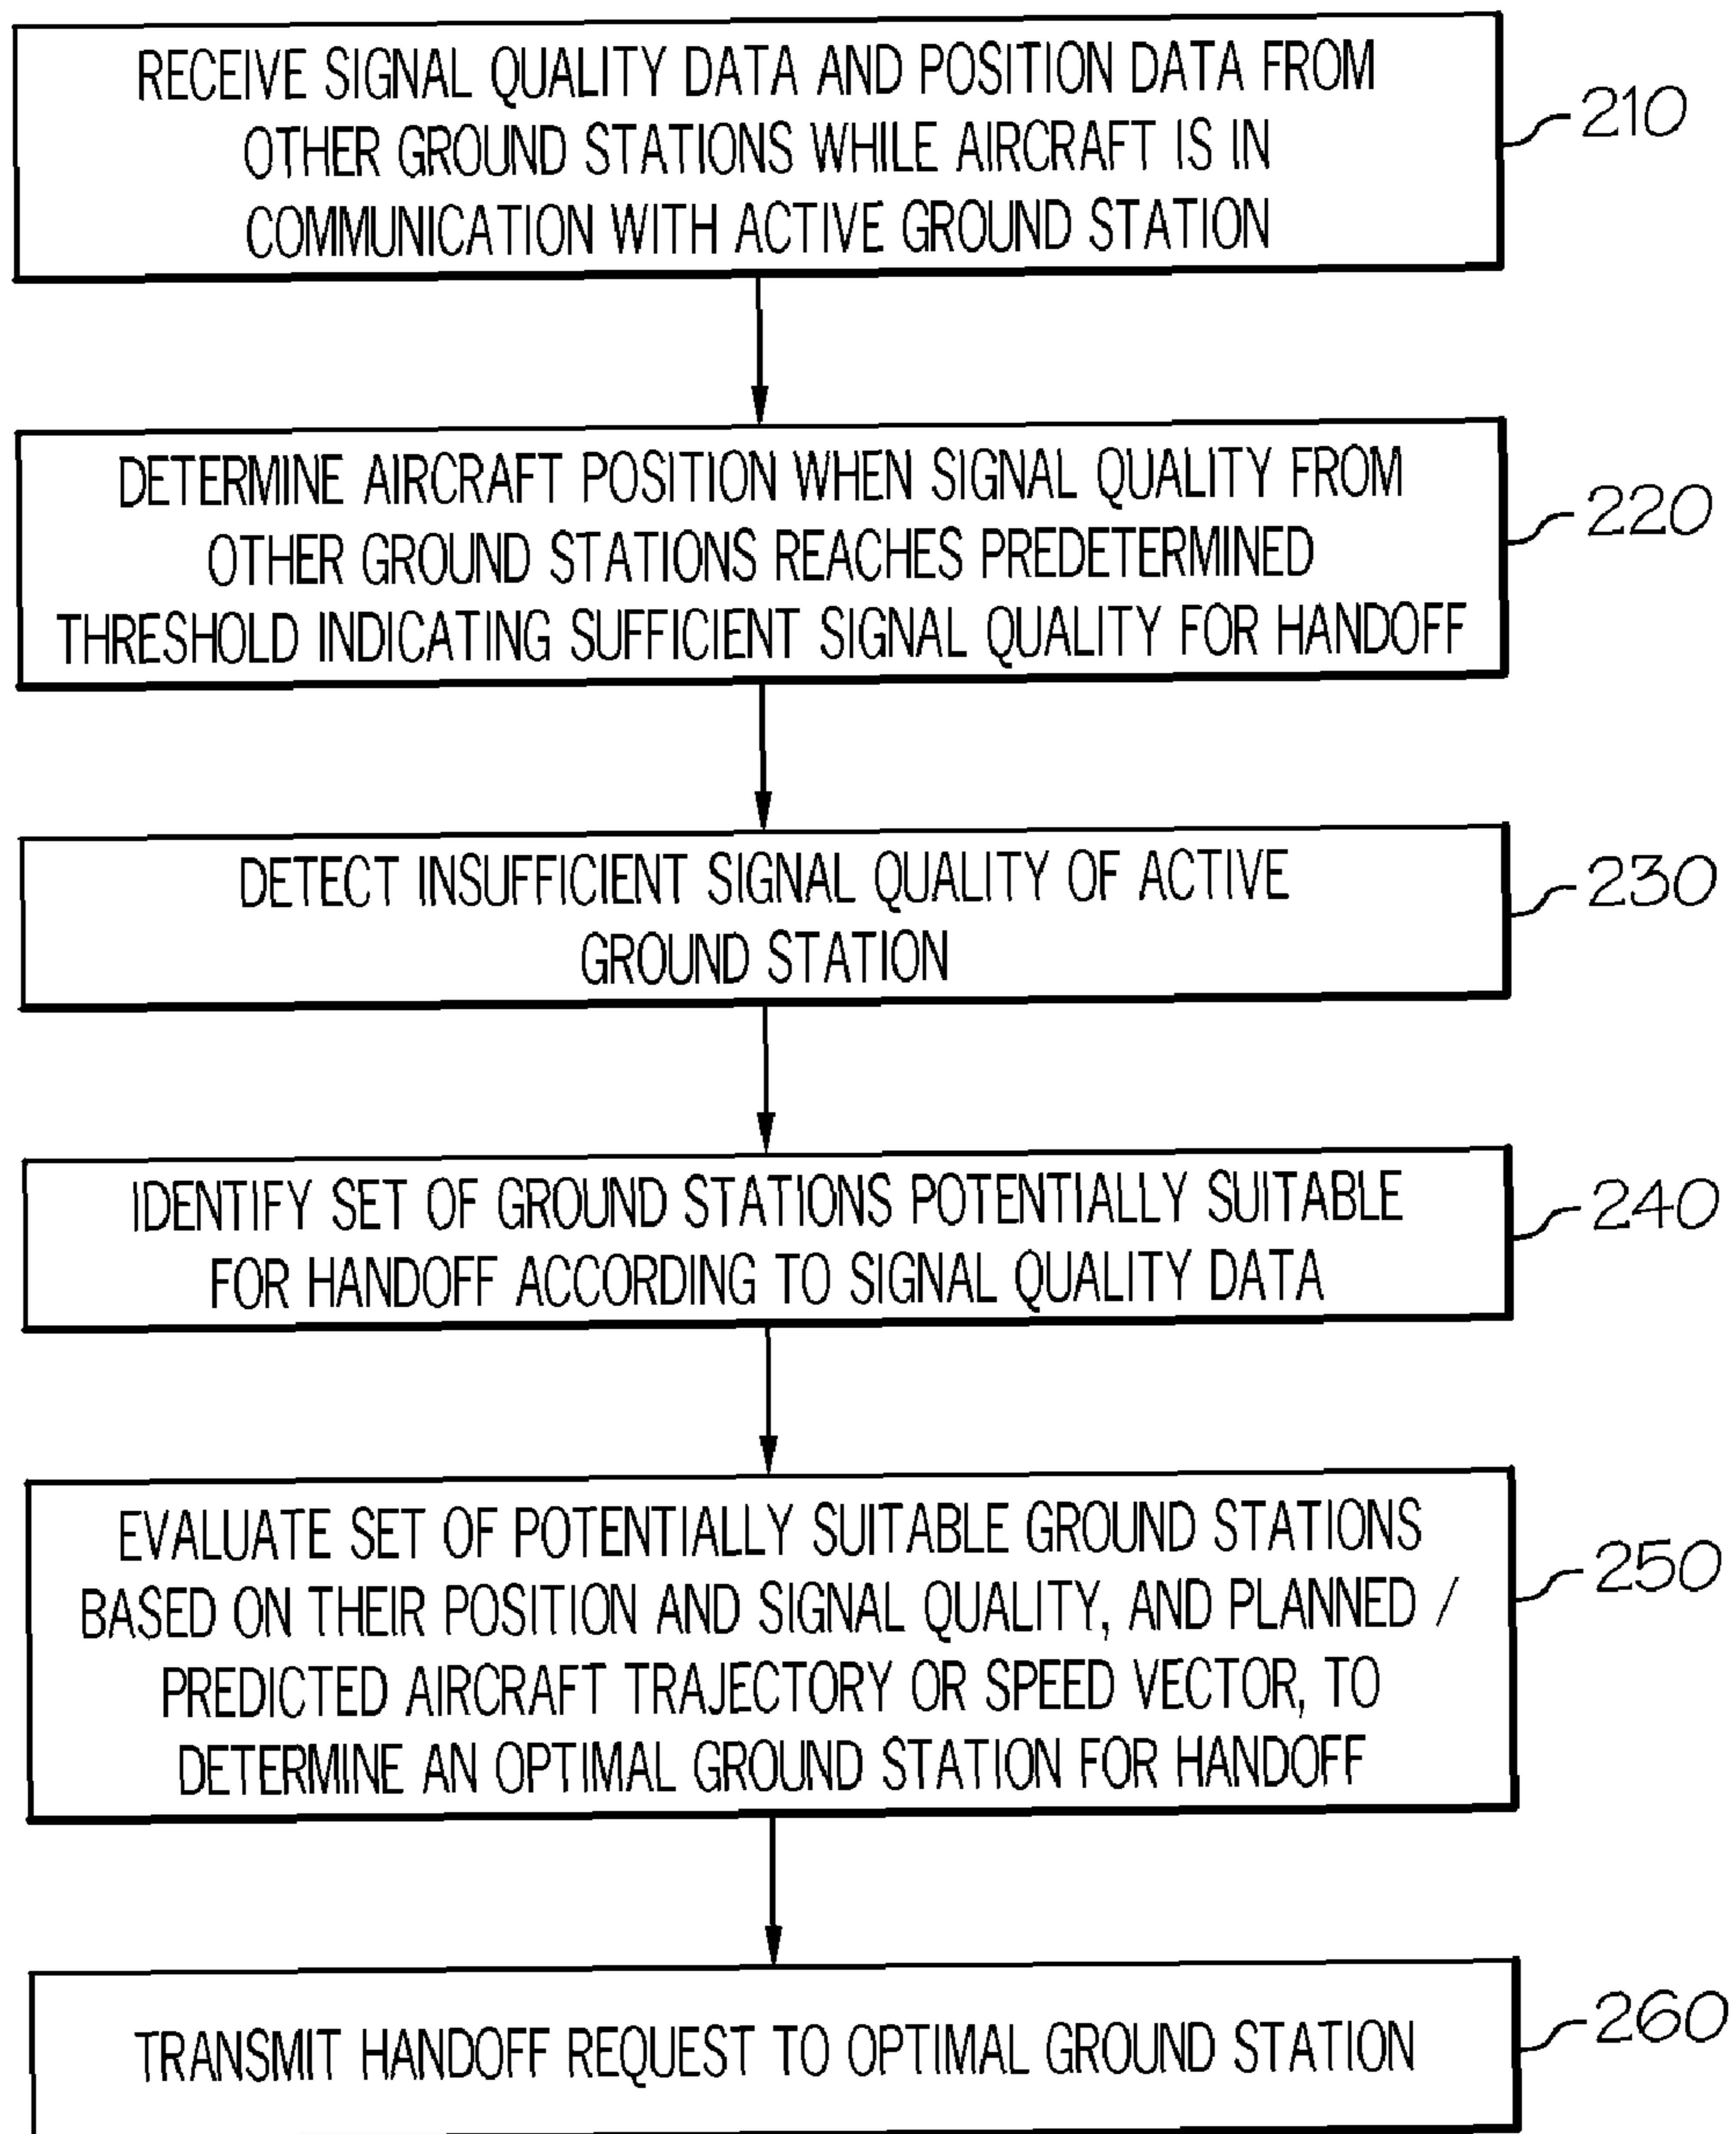 RECEIVE SIGNAL QUALITY DATA AND POSITION DATA FROM
OTHER GROUND STATIONS WHILE AIRCRAFT IS IN
COMMUNICATION WITH ACTIVE GROUND STATION
210
DETERMINE AIRCRAFT POSITION WHEN SIGNAL QUALITY FROM
OTHER GROUND STATIONS REACHES PREDETERMINED
THRESHOLD INDICATING SUFFICIENT SIGNAL QUALITY FOR HANDOFF
220
DETECT INSUFFICIENT SIGNAL QUALITY OF ACTIVE
GROUND STATION
230
IDENTIFY SET OF GROUND STATIONS POTENTIALLY SUITABLE
FOR HANDOFF ACCORDING TO SIGNAL QUALITY DATA
240
EVALUATE SET OF POTENTIALLY SUITABLE GROUND STATIONS
BASED ON THEIR POSITION AND SIGNAL QUALITY, AND PLANNED /
PREDICTED AIRCRAFT TRAJECTORY OR SPEED VECTOR, TO
DETERMINE AN OPTIMAL GROUND STATION FOR HANDOFF
250
TRANSMIT HANDOFF REQUEST TO OPTIMAL GROUND STATION
260